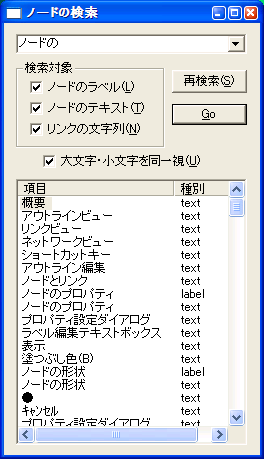 ノードの検索
ノードの
検索対象
ノードのラベル(L)
ノードのテキスト(T)
リンクの文字列(N)
再検索(S)
Go
大文字・小文字を同一視(U)
項目 種別
概要 text
アウトラインビュー text
リンクビュー text
ネットワークビュー text
ショートカットキー text
アウトライン編集 text
ノードとリンク text
ノードのプロパティ label
ノードのプロパティ text
プロパティ設定ダイアログ text
ラベル編集テキストボックス text
表示 text
塗つぶし色(B) text
ノードの形状 label
ノードの形状 text
● text
キャンセル text
プロパティ設定ダイアログ text